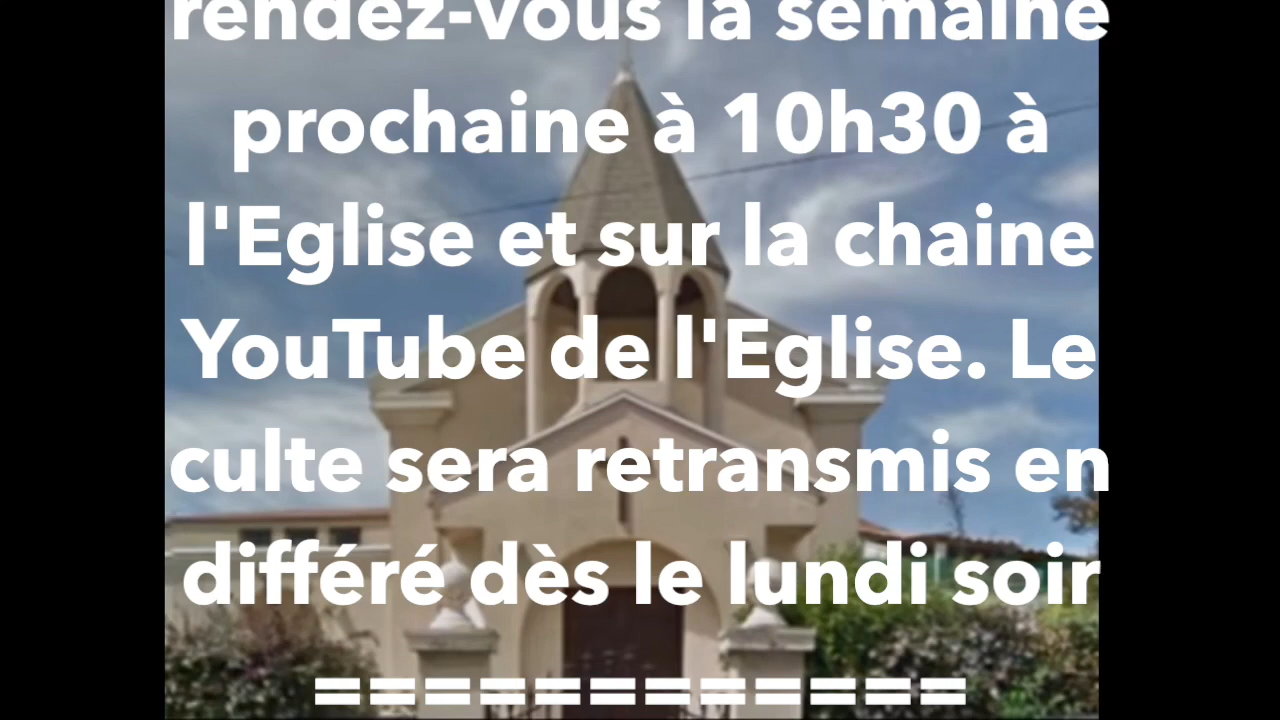 rendez-vous la semaine
prochaine à 10h30 à
l'Eglise et sur la chaine
YouTube de l'Eglise. Le
culte sera retransmis en
différé dès le lundi soir
============